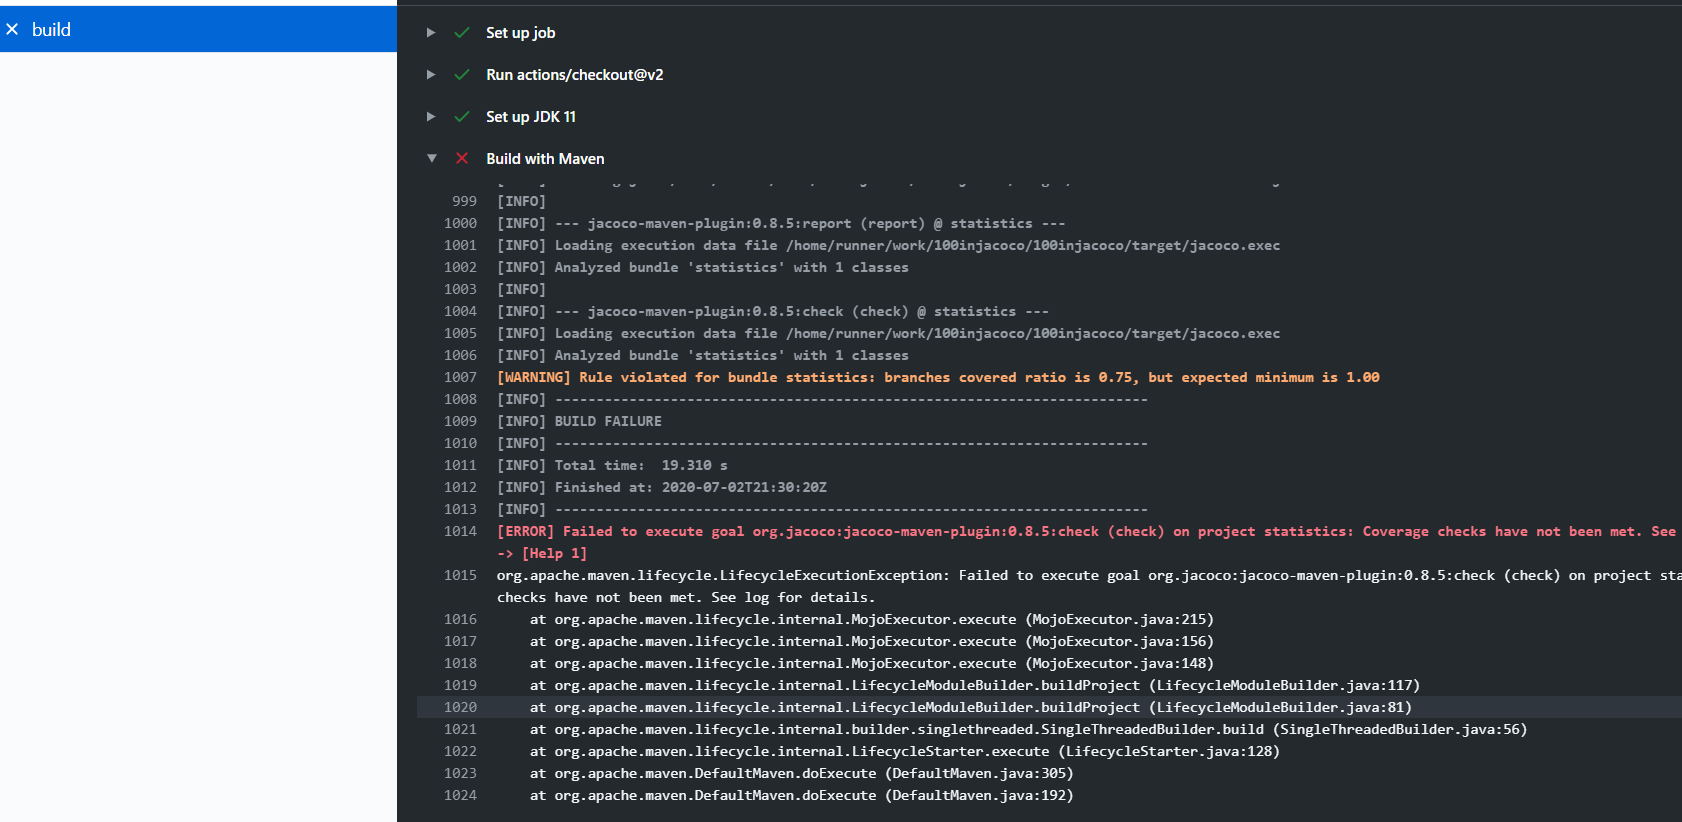 build
Set up job
Run actions/checkout@v2
Set up JDK 11
Build with Maven
999 [INFO]
1000 [INFO] --- jacoco-maven-plugin:0.8.5:report (report) @ statistics ---
1001 [INFO] Loading execution data file /home/runner/work/100injacoco/100injacoco/target/jacoco.exec
1002 [INFO] Analyzed bundle 'statistics' with 1 classes
1003 [INFO]
1004 [INFO] --- jacoco-maven-plugin:0.8.5:check (check) @ statistics ---
1005 [INFO] Loading execution data file /home/runner/work/100injacoco/100injacoco/target/jacoco.exec
1006 [INFO] Analyzed bundle 'statistics' with 1 classes
1007 [WARNING] Rule violated for bundle statistics: branches covered ratio is 0.75, but expected minimum is 1.00
1008 [INFO] ------------------------------------------------------------------------
1009 [INFO] BUILD FAILURE
1010 [INFO] ------------------------------------------------------------------------
1011 [INFO] Total time:  19.310 s
1012 [INFO] Finished at: 2020-07-02T21:30:20Z
1013 [INFO] ------------------------------------------------------------------------
1014 [ERROR] Failed to execute goal org.jacoco:jacoco-maven-plugin:0.8.5:check (check) on project statistics: Coverage checks have not been met. See
-> [Help 1]
1015 org.apache.maven.lifecycle.LifecycleExecutionException: Failed to execute goal org.jacoco:jacoco-maven-plugin:0.8.5:check (check) on project sta
checks have not been met. See log for details.
1016 at org.apache.maven.lifecycle.internal.MojoExecutor.execute (MojoExecutor.java:215)
1017 at org.apache.maven.lifecycle.internal.MojoExecutor.execute (MojoExecutor.java:156)
1018 at org.apache.maven.lifecycle.internal.MojoExecutor.execute (MojoExecutor.java:148)
1019 at org.apache.maven.lifecycle.internal.LifecycleModuleBuilder.buildProject (LifecycleModuleBuilder.java:117)
1020 at org.apache.maven.lifecycle.internal.LifecycleModuleBuilder.buildProject (LifecycleModuleBuilder.java:81)
1021 at org.apache.maven.lifecycle.internal.builder.singlethreaded.SingleThreadedBuilder.build (SingleThreadedBuilder.java:56)
1022 at org.apache.maven.lifecycle.internal.LifecycleStarter.execute (LifecycleStarter.java:128)
1023 at org.apache.maven.DefaultMaven.doExecute (DefaultMaven.java:305)
1024 at org.apache.maven.DefaultMaven.doExecute (DefaultMaven.java:192)